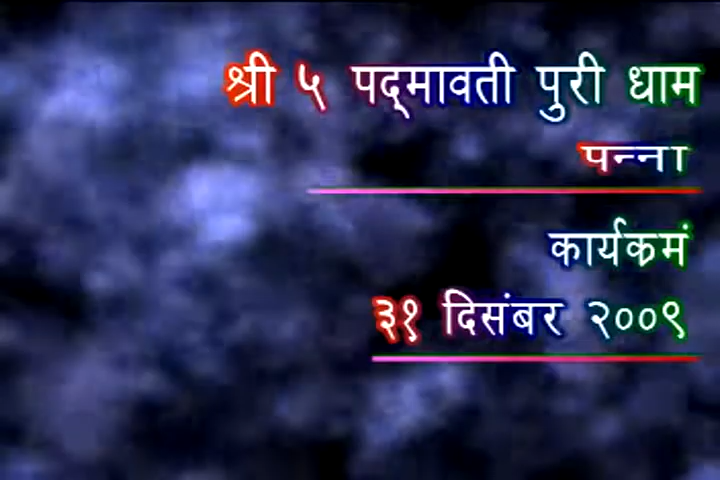 श्री ५ पद्मावती पुरी धाम
पन्ना
कार्यक्रमं
३१ दिसंबर २००९